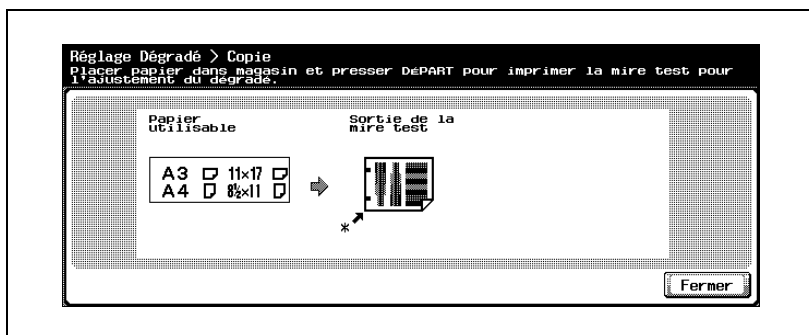 Réglage Dégradé > Copie
Placer papier dans magasin et presser DéPART pour imprimer la mire test pour
l'ajustement du dégradé.
Papier
utilisable
Sortie de la
mire test
A3 11×17
A4 8½×11
*
Fermer